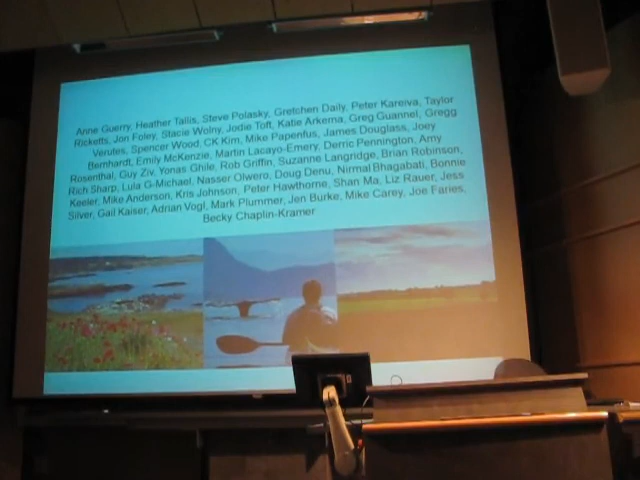 Anne Guerry, Heather Tallis, Steve Polasky, Gretchen Daily, Peter Kareiva, Taylor
Ricketts, Jon Foley, Stacie Wolny, Jodie Toft, Katie Arkema, Greg Guannel, Gregg
Verutes, Spencer Wood, CK Kim, Mike Papenfus, James Douglass, Joey
Bernhardt, Emily McKenzie, Martin Lacayo-Emery, Derric Pennington, Amy
Rosenthal, Guy Ziv, Yonas Ghile, Rob Griffin, Suzanne Langridge, Brian Robinson,
Rich Sharp, Lula G-Michael, Nasser Olwero, Doug Denu, Nirmal Bhagabati, Bonnie
Keeler, Mike Anderson, Kris Johnson, Peter Hawthorne, Shan Ma, Liz Rauer, Jess
Silver, Gail Kaiser, Adrian Vogl, Mark Plummer, Jen Burke, Mike Carey, Joe Faries,
Becky Chaplin-Kramer